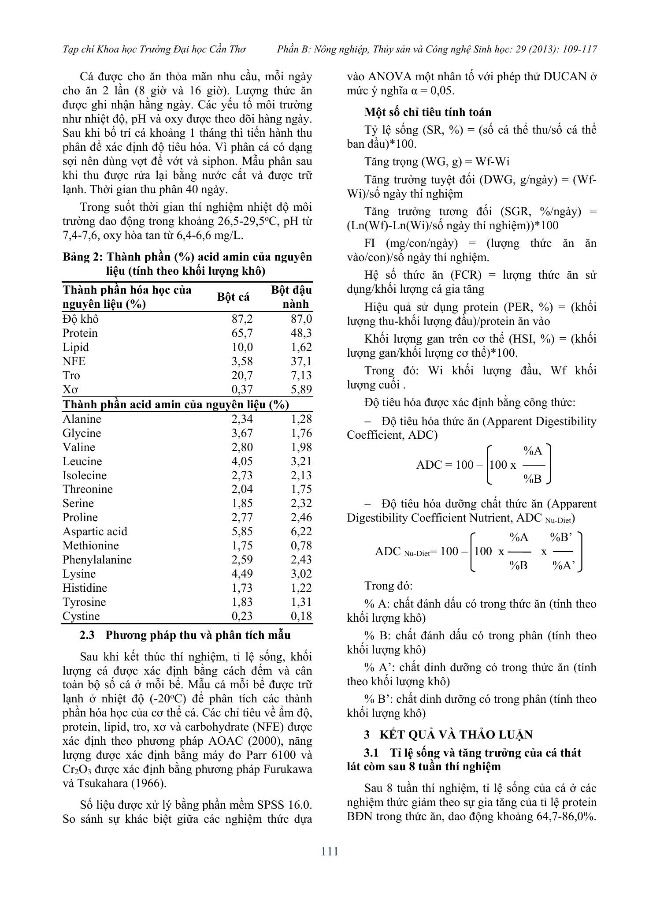 Tạp chí Khoa học Trường Đại học Cần Thơ Phần B: Nông nghiệp, Thủy sản và Công nghệ Sinh học: 29 (2013): 109-117
Cá được cho ăn thỏa mãn nhu cầu, mỗi ngày
cho ăn 2 lần (8 giờ và 16 giờ). Lượng thức ăn
được ghi nhận hằng ngày. Các yếu tố môi trường
như nhiệt độ, pH và oxy được theo dõi hàng ngày.
Sau khi bố trí cá khoảng 1 tháng thì tiến hành thu
phân để xác định độ tiêu hóa. Vì phân cá có dạng
sợi nên dùng vợt để vớt và siphon. Mẫu phân sau
khi thu được rửa lại bằng nước cất và được trữ
lạnh. Thời gian thu phân 40 ngày.
Trong suốt thời gian thí nghiệm nhiệt độ môi
trường dao động trong khoảng 26,5-29,5ºC, pH từ
7,4-7,6, oxy hòa tan từ 6,4-6,6 mg/L.
Bảng 2: Thành phần (%) acid amin của nguyên
liệu (tính theo khối lượng khô)
Thành phần hóa học của
nguyên liệu (%) Bột cá Bột đậu
nành
Độ khô 87,2 87,0
Protein 65,7 48,3
Lipid 10,0 1,62
NFE 3,58 37,1
Tro 20,7 7,13
Xơ 0,37 5,89
Thành phần acid amin của nguyên liệu (%)
Alanine 2,34 1,28
Glycine 3,67 1,76
Valine 2,80 1,98
Leucine 4,05 3,21
Isolecine 2,73 2,13
Threonine 2,04 1,75
Serine 1,85 2,32
Proline 2,77 2,46
Aspartic acid 5,85 6,22
Methionine 1,75 0,78
Phenylalanine 2,59 2,43
Lysine 4,49 3,02
Histidine 1,73 1,22
Tyrosine 1,83 1,31
Cystine 0,23 0,18
2.3 Phương pháp thu và phân tích mẫu
Sau khi kết thúc thí nghiệm, tỉ lệ sống, khối
lượng cá được xác định bằng cách đếm và cân
toàn bộ số cá ở mỗi bể. Mẫu cá mỗi bể được trữ
lạnh ở nhiệt độ (-20ºC) để phân tích các thành
phần hóa học của cơ thể cá. Các chỉ tiêu về ẩm độ,
protein, lipid, tro, xơ và carbohydrate (NFE) được
xác định theo phương pháp AOAC (2000), năng
lượng được xác định bằng máy đo Parr 6100 và
Cr₂O₃ được xác định bằng phương pháp Furukawa
và Tsukahara (1966).
Số liệu được xử lý bằng phần mềm SPSS 16.0.
So sánh sự khác biệt giữa các nghiệm thức dựa
vào ANOVA một nhân tố với phép thử DUCAN ở
mức ý nghĩa α = 0,05.
Một số chỉ tiêu tính toán
Tỷ lệ sống (SR, %) = (số cá thể thu/số cá thể
ban đầu)*100.
Tăng trọng (WG, g) = Wf-Wi
Tăng trưởng tuyệt đối (DWG, g/ngày) = (Wf-
Wi)/số ngày thí nghiệm
Tăng trưởng tương đối (SGR, %/ngày) =
(Ln(Wf)-Ln(Wi)/số ngày thí nghiệm))*100
FI (mg/con/ngày) = (lượng thức ăn ăn
vào/con)/số ngày thí nghiệm.
Hệ số thức ăn (FCR) = lượng thức ăn sử
dụng/khối lượng cá gia tăng
Hiệu quả sử dụng protein (PER, %) = (khối
lượng thu-khối lượng đầu)/protein ăn vào
Khối lượng gan trên cơ thể (HSI, %) = (khối
lượng gan/khối lượng cơ thể)*100.
Trong đó: Wi khối lượng đầu, Wf khối
lượng cuối .
Độ tiêu hóa được xác định bằng công thức:
– Độ tiêu hóa thức ăn (Apparent Digestibility
Coefficient, ADC)
%A
ADC = 100 – 100 x
%B
– Độ tiêu hóa dưỡng chất thức ăn (Apparent
Digestibility Coefficient Nutrient, ADC Nu-Diet)
%A %B’
ADC Nu-Diet= 100 – 100 x x
%B %A’
Trong đó:
% A: chất đánh dấu có trong thức ăn (tính theo
khối lượng khô)
% B: chất đánh dấu có trong phân (tính theo
khối lượng khô)
% A’: chất dinh dưỡng có trong thức ăn (tính
theo khối lượng khô)
% B’: chất dinh dưỡng có trong phân (tính theo
khối lượng khô)
3 KẾT QUẢ VÀ THẢO LUẬN
3.1 Tỉ lệ sống và tăng trưởng của cá thát
lát còm sau 8 tuần thí nghiệm
Sau 8 tuần thí nghiệm, tỉ lệ sống của cá ở các
nghiệm thức giảm theo sự gia tăng của tỉ lệ protein
BĐN trong thức ăn, dao động khoảng 64,7-86,0%.
111